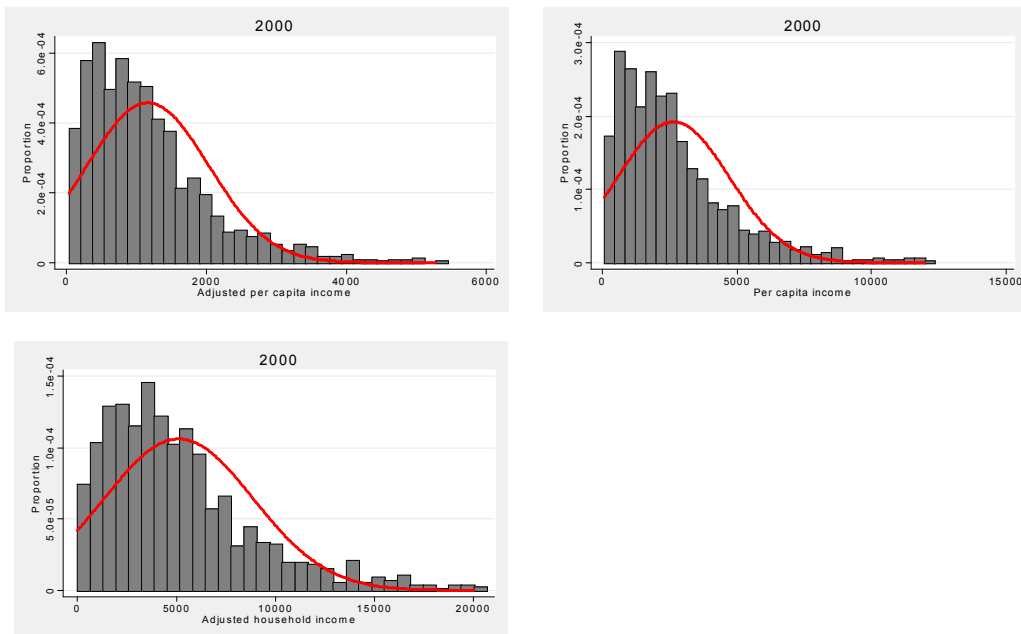 2000
Proportion
6.0e-04
4.0e-04
2.0e-04
0
0 2000 4000 6000
Adjusted per capita income
2000
Proportion
3.0e-04
2.0e-04
1.0e-04
0
0 5000 10000 15000
Per capita income
2000
Proportion
1.5e-04
1.0e-04
5.0e-05
0
0 5000 10000 15000 20000
Adjusted household income